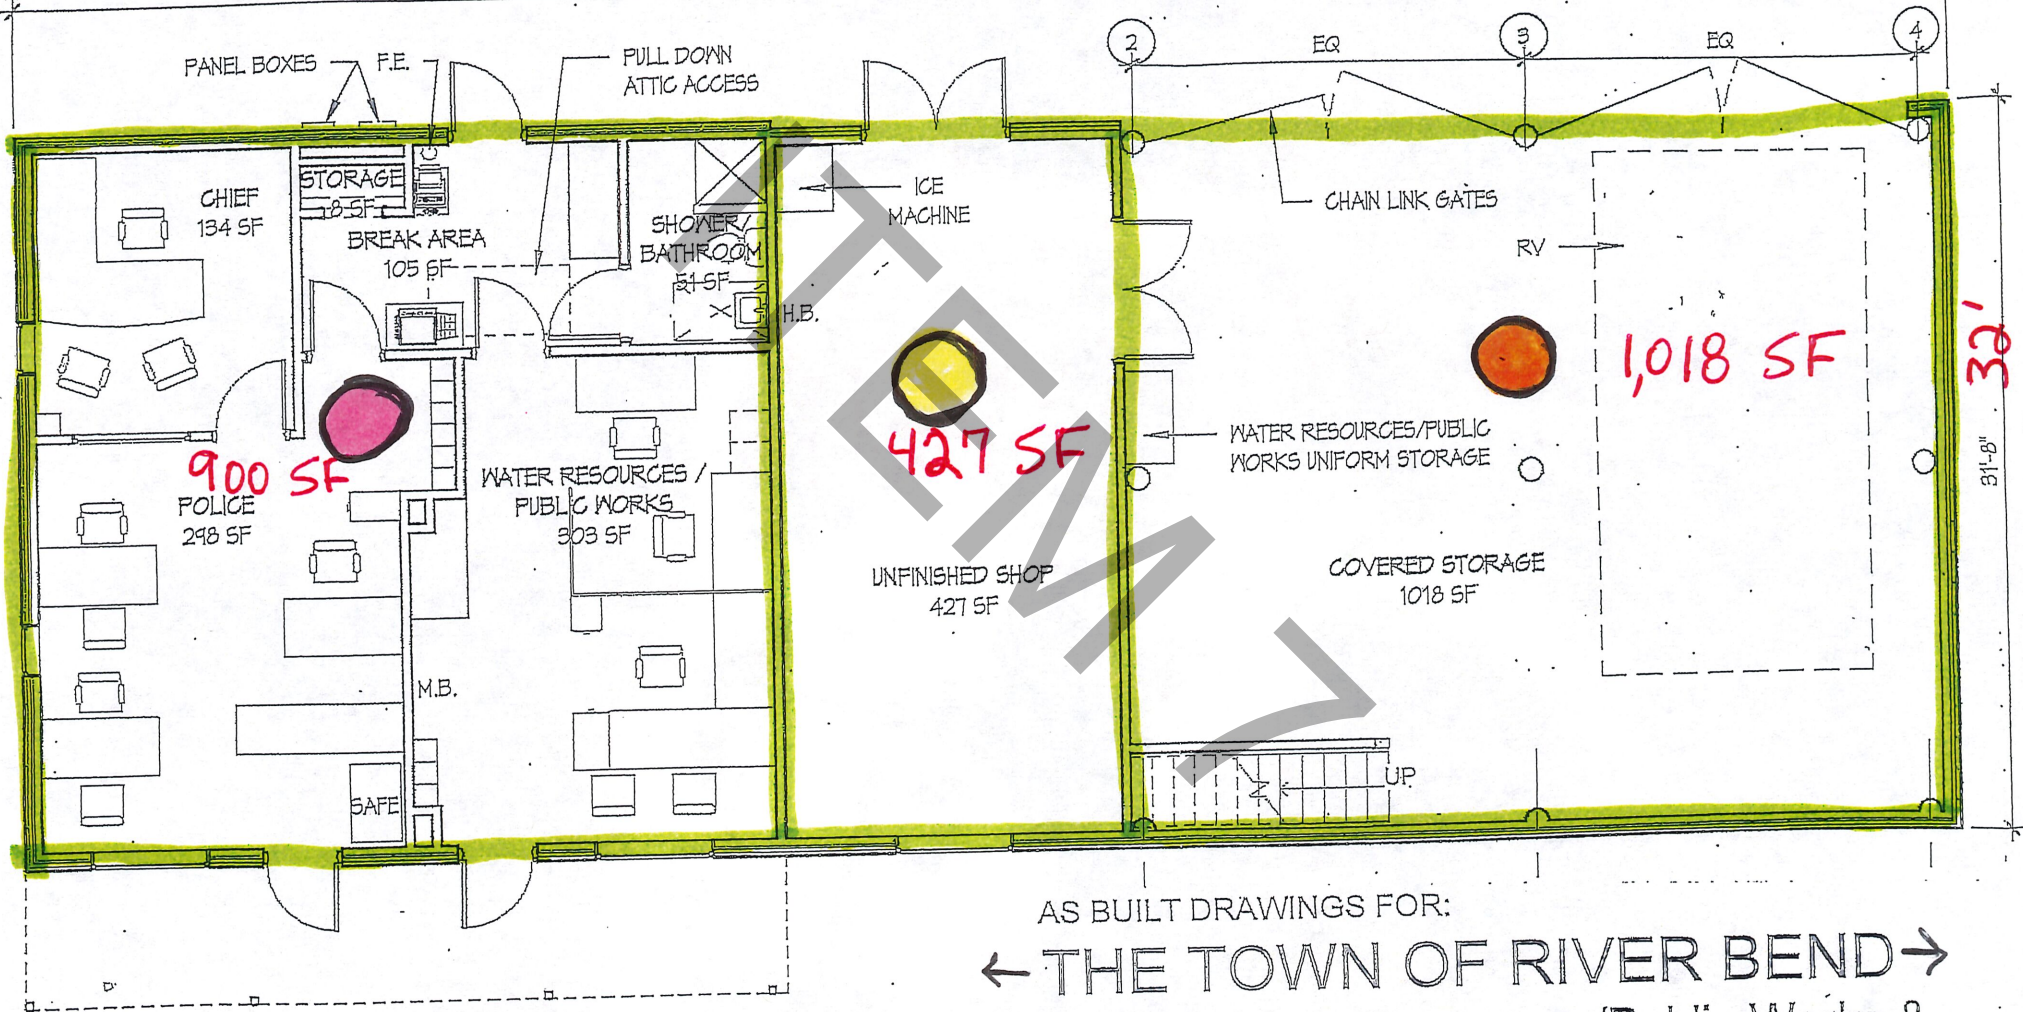 PANEL BOXES
F.E.
PULL DOWN
ATTIC ACCESS
2
EQ
3
EQ
4
CHIEF
134 SF
STORAGE
8 SF
BREAK AREA
105 SF
SHOWER/
BATHROOM
51 SF
H.B.
ICE
MACHINE
CHAIN LINK GATES
RV
1,018 SF
32'
31'-8"
900 SF
POLICE
298 SF
WATER RESOURCES /
PUBLIC WORKS
303 SF
427 SF
UNFINISHED SHOP
427 SF
WATER RESOURCES/PUBLIC
WORKS UNIFORM STORAGE
COVERED STORAGE
1018 SF
M.B.
SAFE
UP
ITEM 7
AS BUILT DRAWINGS FOR:
THE TOWN OF RIVER BEND